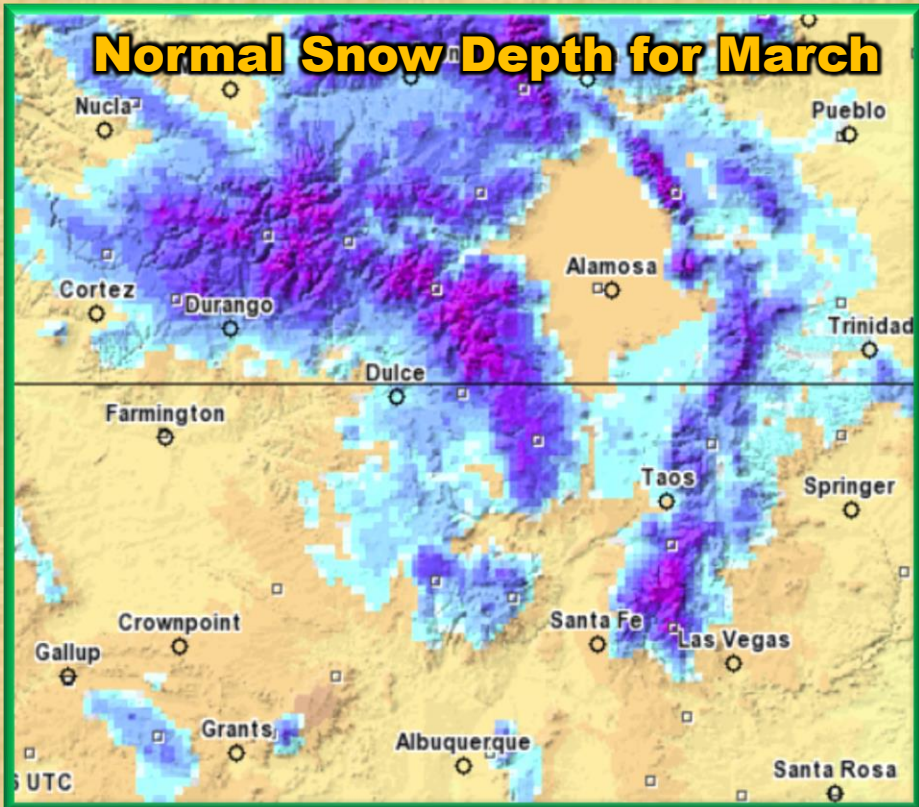 Normal Snow Depth for March
Nucla
Pueblo
Alamosa
Cortez
Durango
Trinidad
Dulce
Farmington
Taos
Springer
Crownpoint
Santa Fe
Gallup
Las Vegas
Grants
Albuquerque
Santa Rosa
UTC